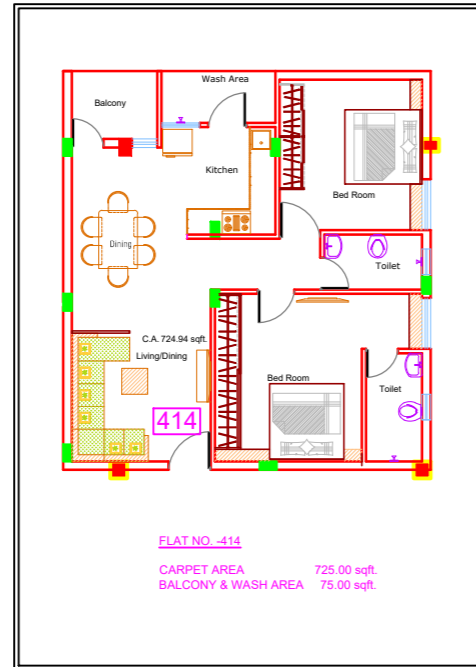 Wash Area
Balcony
Kitchen
Bed Room
Dining
Toilet
C.A. 724.94 sqft.
Living/Dining
Bed Room
Toilet
414
FLAT NO. -414
CARPET AREA 725.00 sqft.
BALCONY & WASH AREA 75.00 sqft.